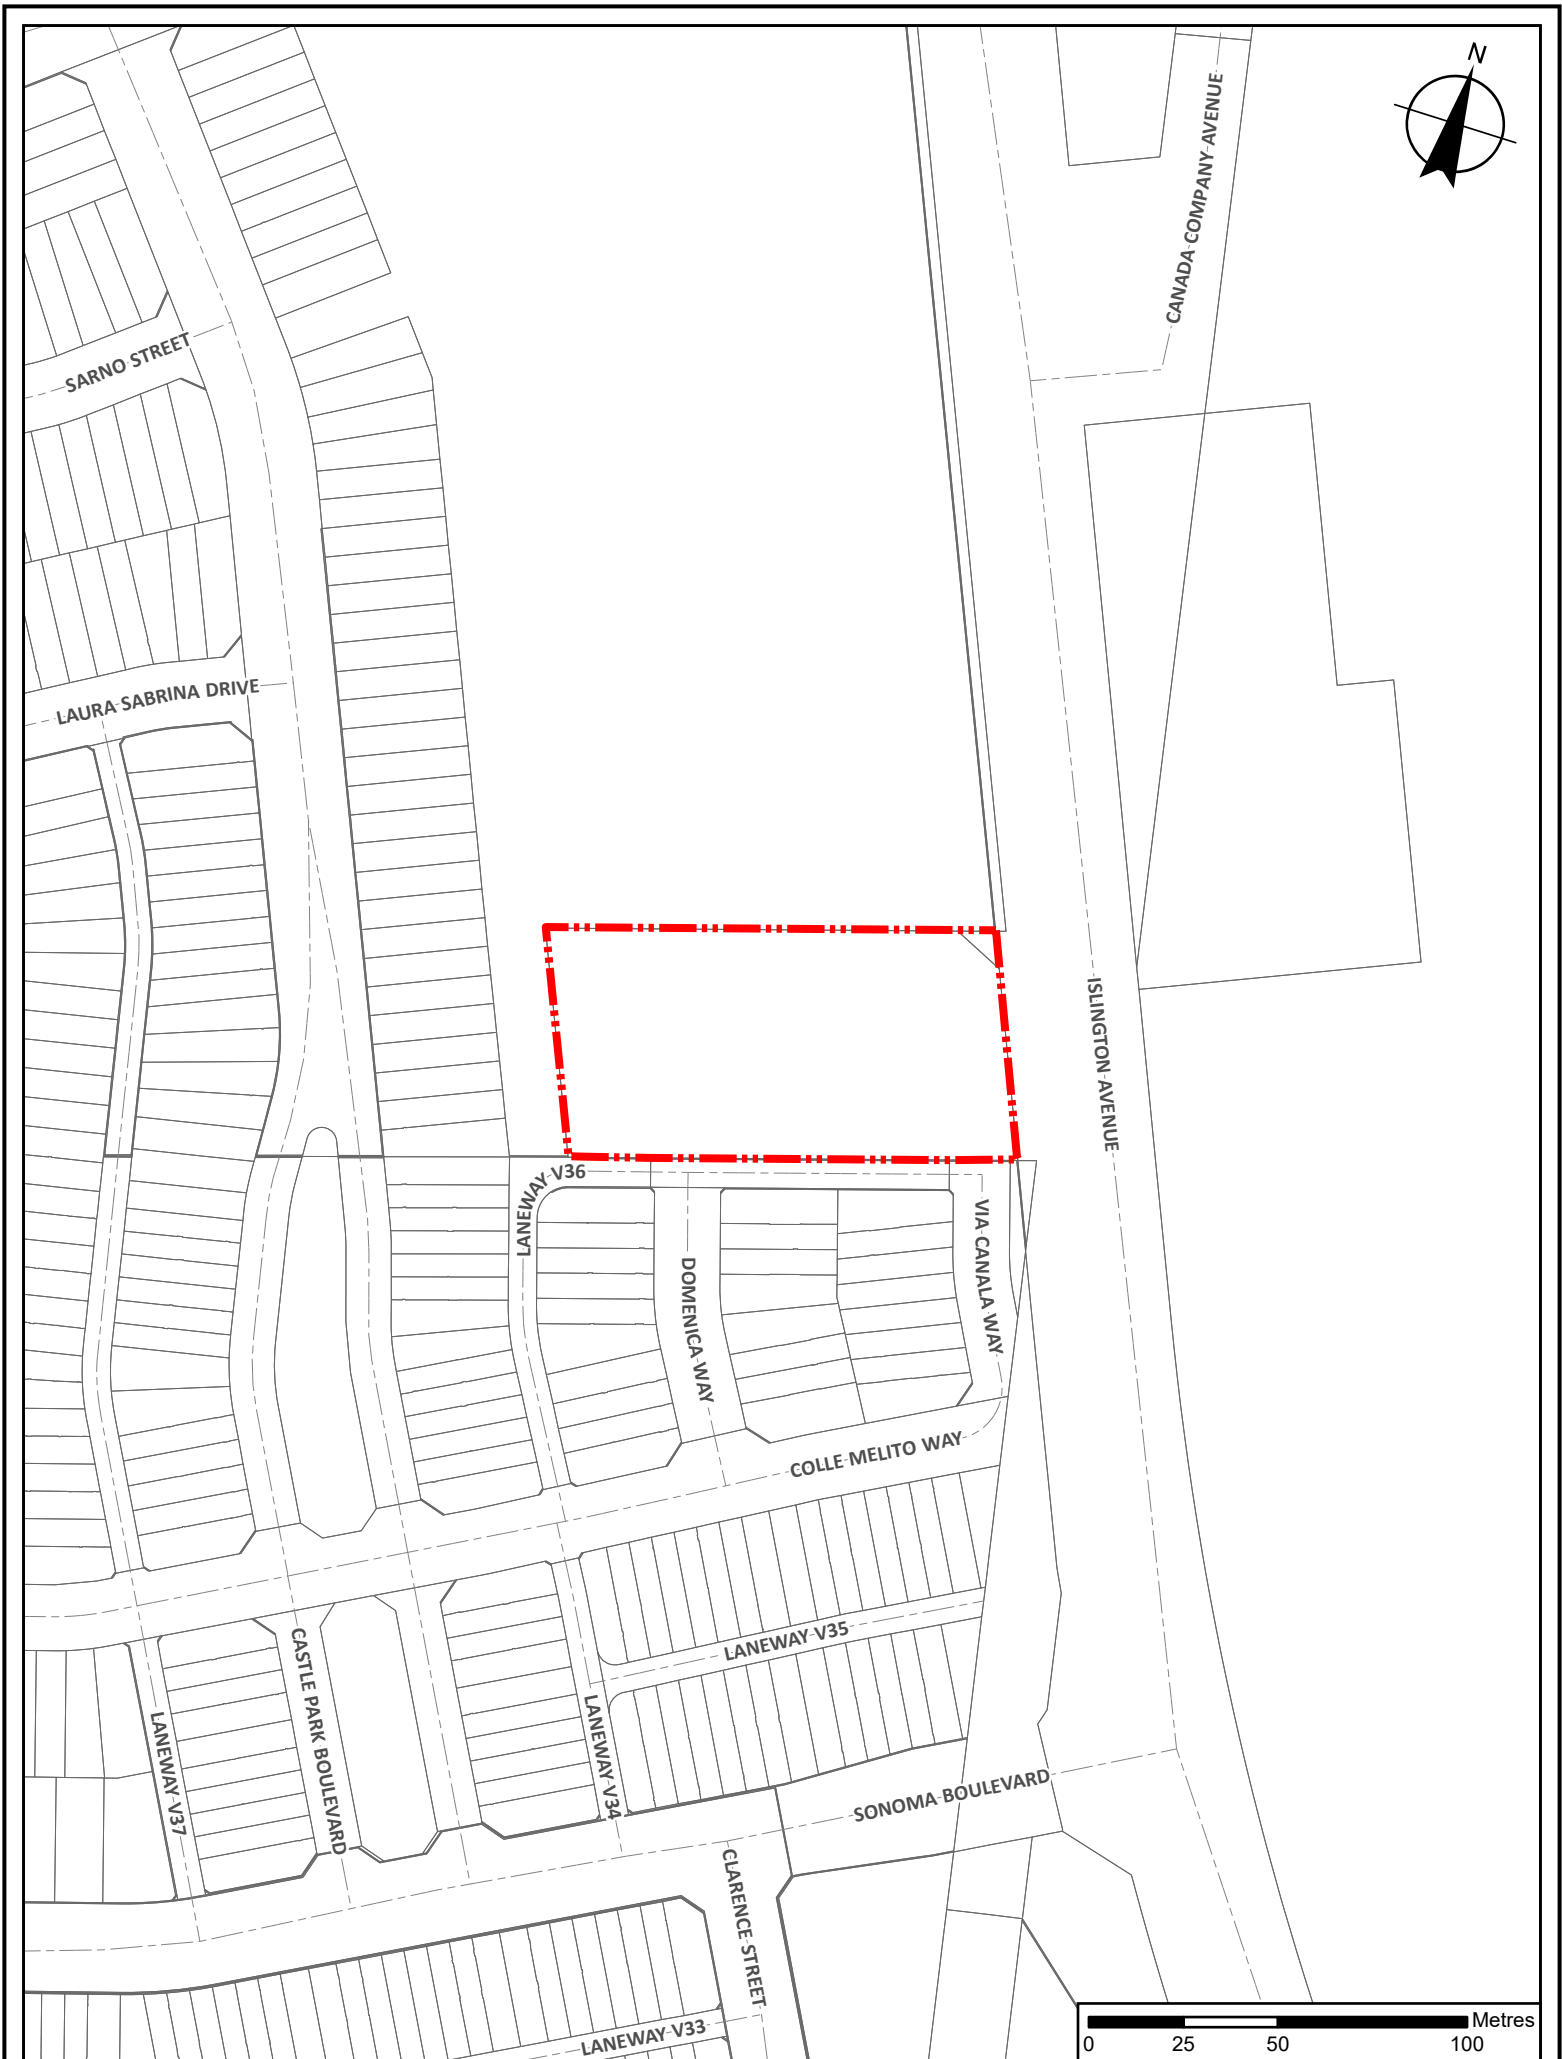 N
CANADA COMPANY AVENUE
SARNO STREET
LAURA SABRINA DRIVE
ISLINGTON AVENUE
LANEWAY V36
VIA CANALA WAY
DOMENICA WAY
COLLE MELITO WAY
LANEWAY V35
CASTLE PARK BOULEVARD
LANEWAY V34
LANEWAY V37
SONOMA BOULEVARD
CLARENCE STREET
LANEWAY V33
Metres
0 25 50 100